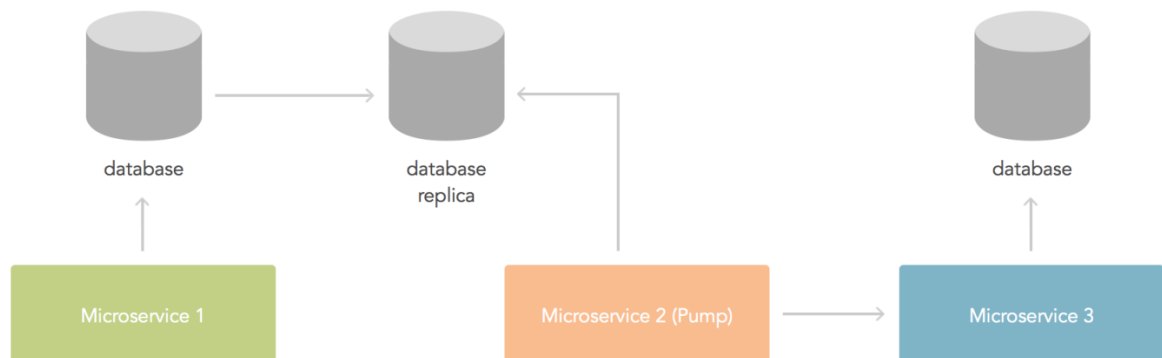 database
database
replica
database
Microservice 1
Microservice 2 (Pump)
Microservice 3